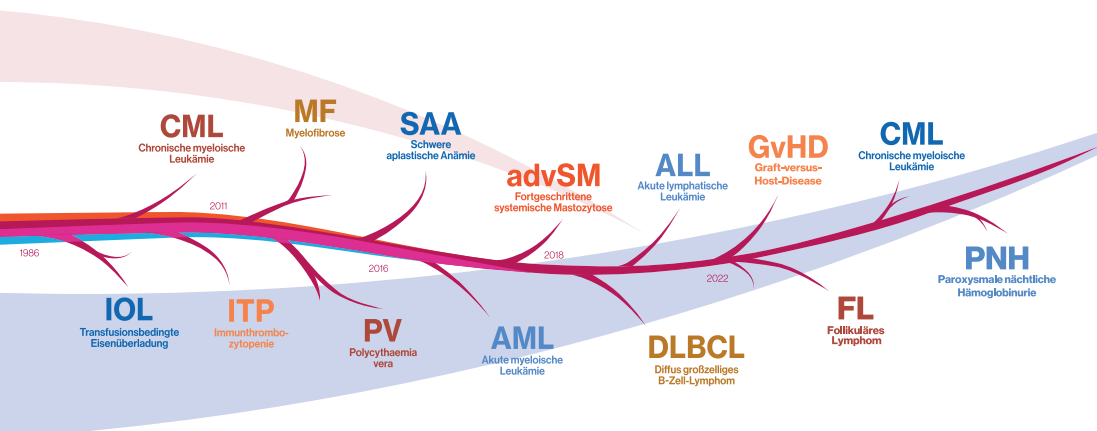 CML
Chronische myeloische
Leukämie
MF
Myelofibrose
SAA
Schwere
aplastische Anämie
advSM
Fortgeschrittene
systemische Mastozytose
ALL
Akute lymphatische
Leukämie
GvHD
Graft-versus-
Host-Disease
CML
Chronische myeloische
Leukämie
1986
2011
2016
2018
2022
IOL
Transfusionsbedingte
Eisenüberladung
ITP
Immunthrombo-
zytopenie
PV
Polycythaemia
vera
AML
Akute myeloische
Leukämie
DLBCL
Diffus großzelliges
B-Zell-Lymphom
FL
Follikuläres
Lymphom
PNH
Paroxysmale nächtliche
Hämoglobinurie